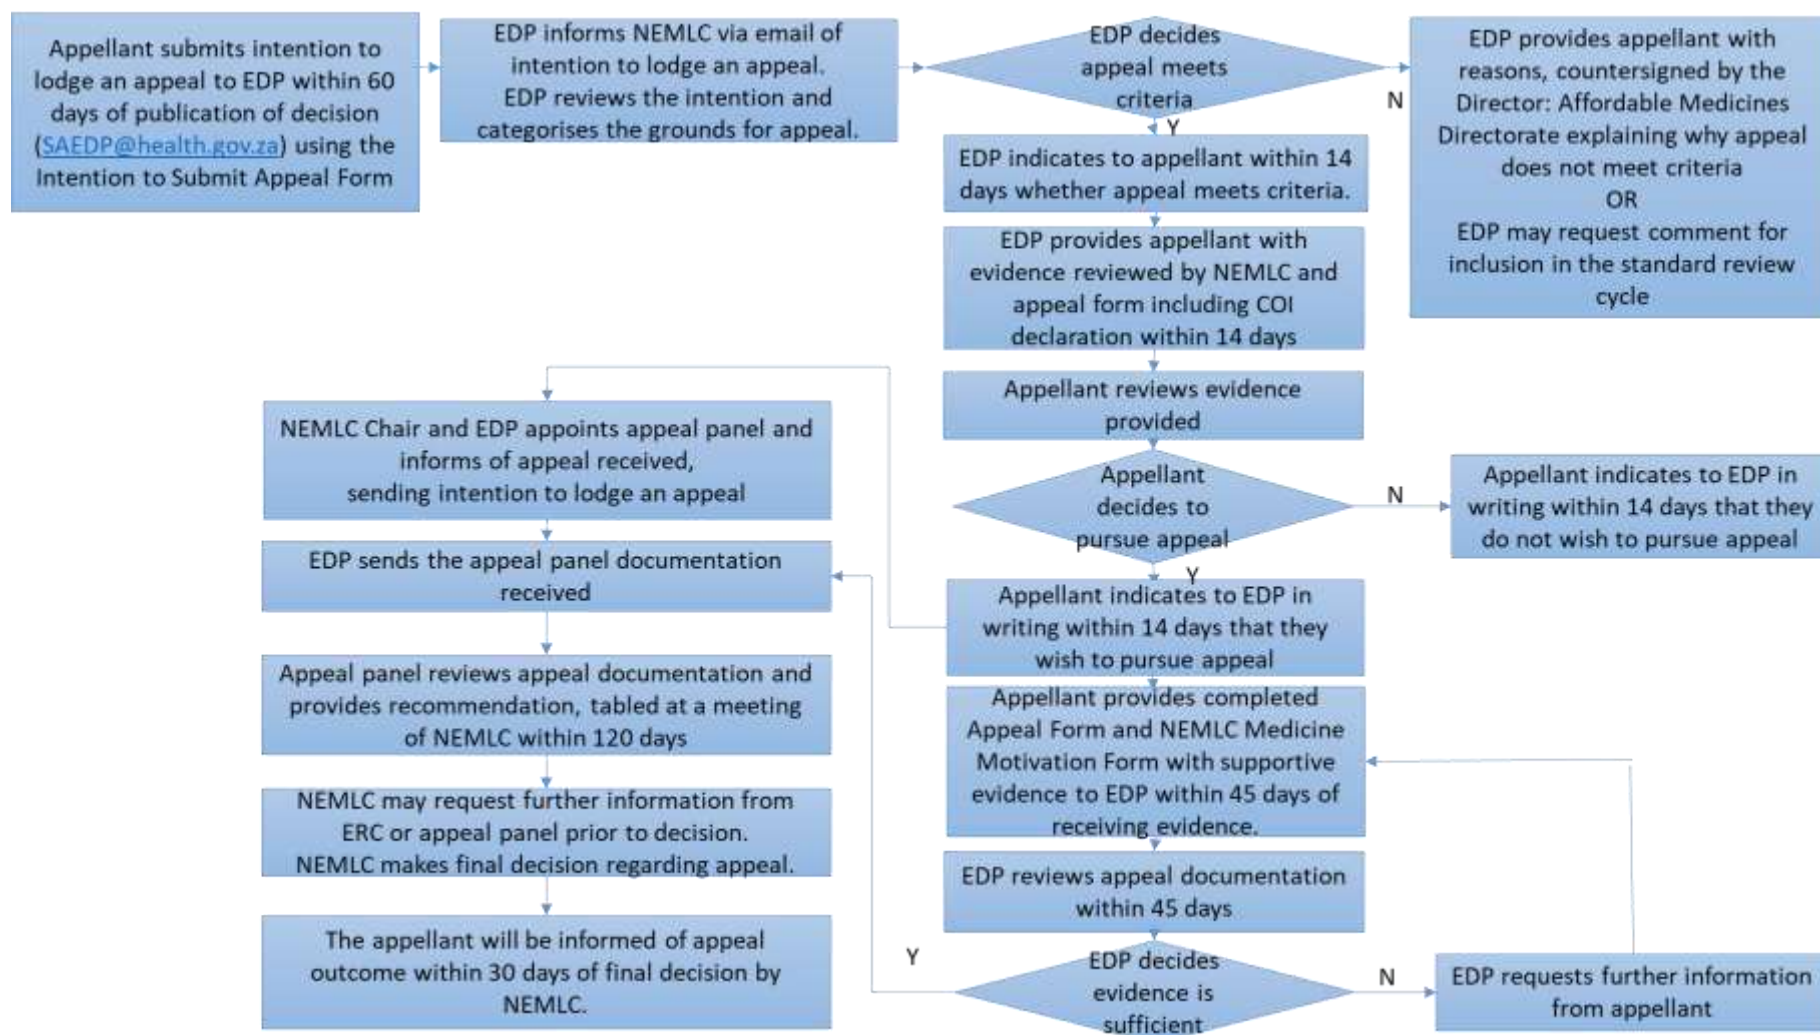 Appellant submits intention to
lodge an appeal to EDP within 60
days of publication of decision
(SAEDP@health.gov.za) using the
Intention to Submit Appeal Form
EDP informs NEMLC via email of
intention to lodge an appeal.
EDP reviews the intention and
categorises the grounds for appeal.
EDP decides
appeal meets
criteria
N
EDP provides appellant with
reasons, countersigned by the
Director: Affordable Medicines
Directorate explaining why appeal
does not meet criteria
OR
EDP may request comment for
inclusion in the standard review
cycle
Y
EDP indicates to appellant within 14
days whether appeal meets criteria.
EDP provides appellant with
evidence reviewed by NEMLC and
appeal form including COI
declaration within 14 days
Appellant reviews evidence
provided
Appellant
decides to
pursue appeal
N
Appellant indicates to EDP in
writing within 14 days that they
do not wish to pursue appeal
Y
Appellant indicates to EDP in
writing within 14 days that they
wish to pursue appeal
Appellant provides completed
Appeal Form and NEMLC Medicine
Motivation Form with supportive
evidence to EDP within 45 days of
receiving evidence.
EDP reviews appeal documentation
within 45 days
EDP decides
evidence is
sufficient
N
EDP requests further information
from appellant
Y
NEMLC Chair and EDP appoints appeal panel and
informs of appeal received,
sending intention to lodge an appeal
EDP sends the appeal panel documentation
received
Appeal panel reviews appeal documentation and
provides recommendation, tabled at a meeting
of NEMLC within 120 days
NEMLC may request further information from
ERC or appeal panel prior to decision.
NEMLC makes final decision regarding appeal.
The appellant will be informed of appeal
outcome within 30 days of final decision by
NEMLC.